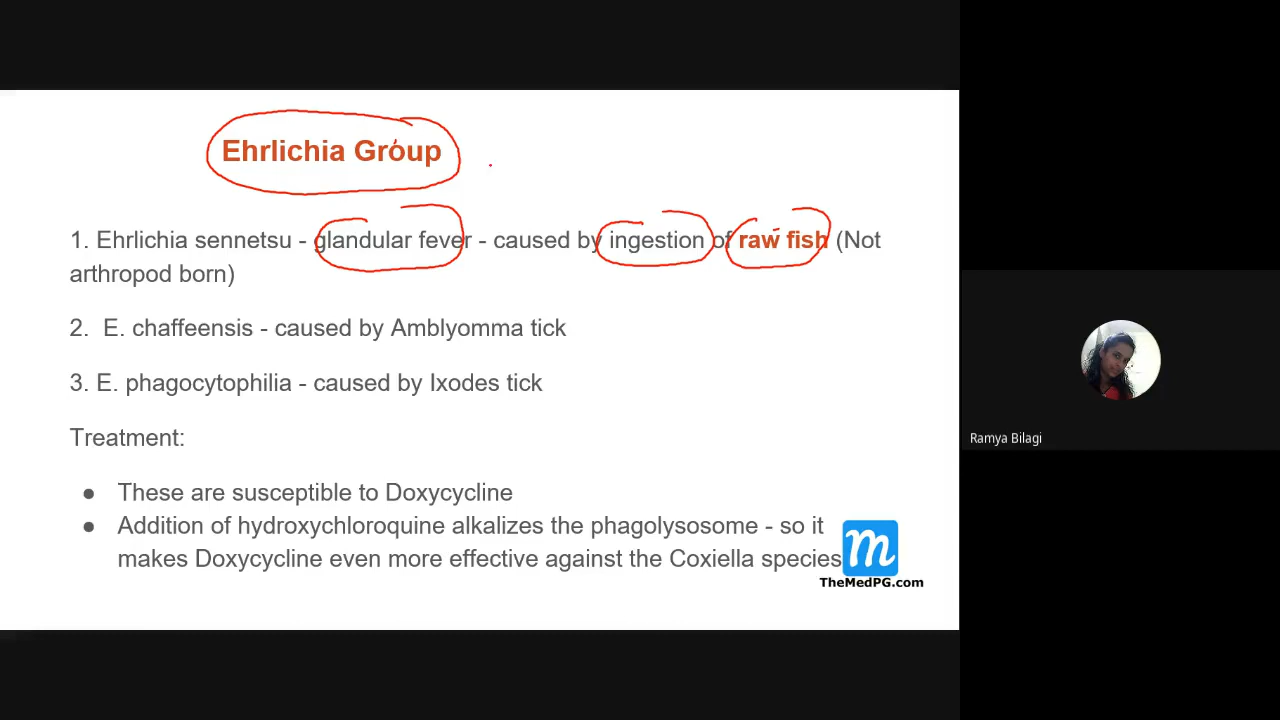 Ehrlichia Group
1. Ehrlichia sennetsu - glandular fever - caused by ingestion of raw fish (Not
arthropod born)
2. E. chaffeensis - caused by Amblyomma tick
3. E. phagocytophilia - caused by Ixodes tick
Treatment:
● These are susceptible to Doxycycline
● Addition of hydroxychloroquine alkalizes the phagolysosome - so it
makes Doxycycline even more effective against the Coxiella species
m
TheMedPG.com
Ramya Bilagi